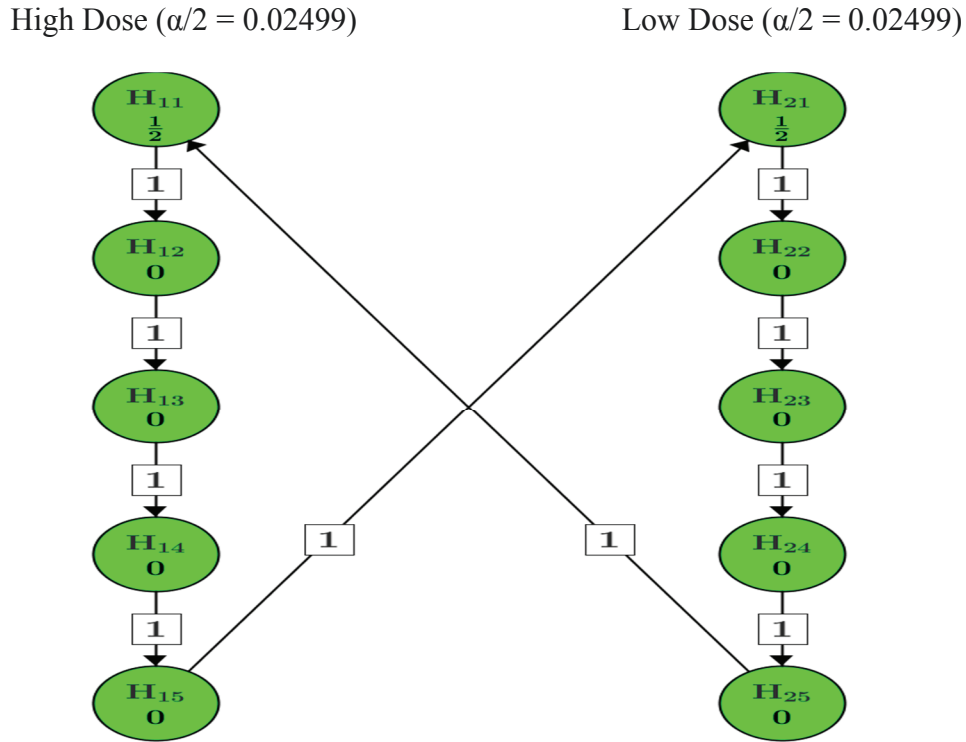 High Dose (α/2 = 0.02499)
Low Dose (α/2 = 0.02499)
H₁₁
½
H₂₁
½
1
1
H₁₂
0
H₂₂
0
1
1
H₁₃
0
H₂₃
0
1
1
H₁₄
0
H₂₄
0
1
1
1
1
H₁₅
0
H₂₅
0